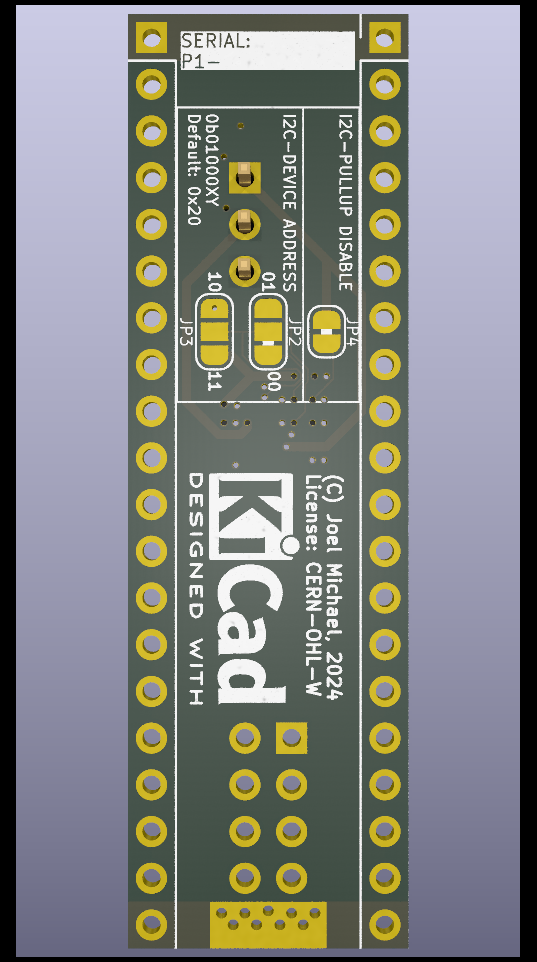 SERIAL:
P1-
I2C-PULLUP DISABLE
JP4
I2C-DEVICE ADDRESS
0b01000XY
Default: 0x20
01
JP2
00
10
JP3
11
(C) Joel Michael, 2024
License: CERN-OHL-W
KiCad
DESIGNED WITH